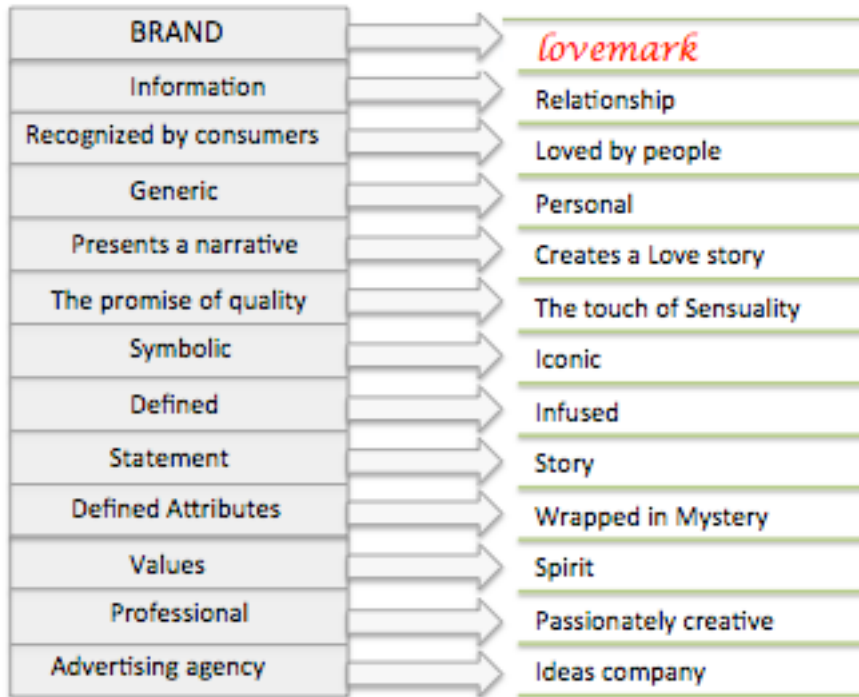 BRAND
lovemark
Information
Relationship
Recognized by consumers
Loved by people
Generic
Personal
Presents a narrative
Creates a Love story
The promise of quality
The touch of Sensuality
Symbolic
Iconic
Defined
Infused
Statement
Story
Defined Attributes
Wrapped in Mystery
Values
Spirit
Professional
Passionately creative
Advertising agency
Ideas company